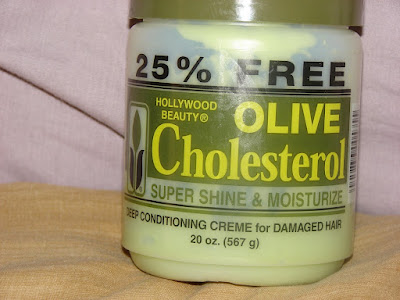 25% FREE
HOLLYWOOD
BEAUTY®
OLIVE
Cholesterol
SUPER SHINE & MOISTURIZE
DEEP CONDITIONING CREME for DAMAGED HAIR
20 oz. (567 g)